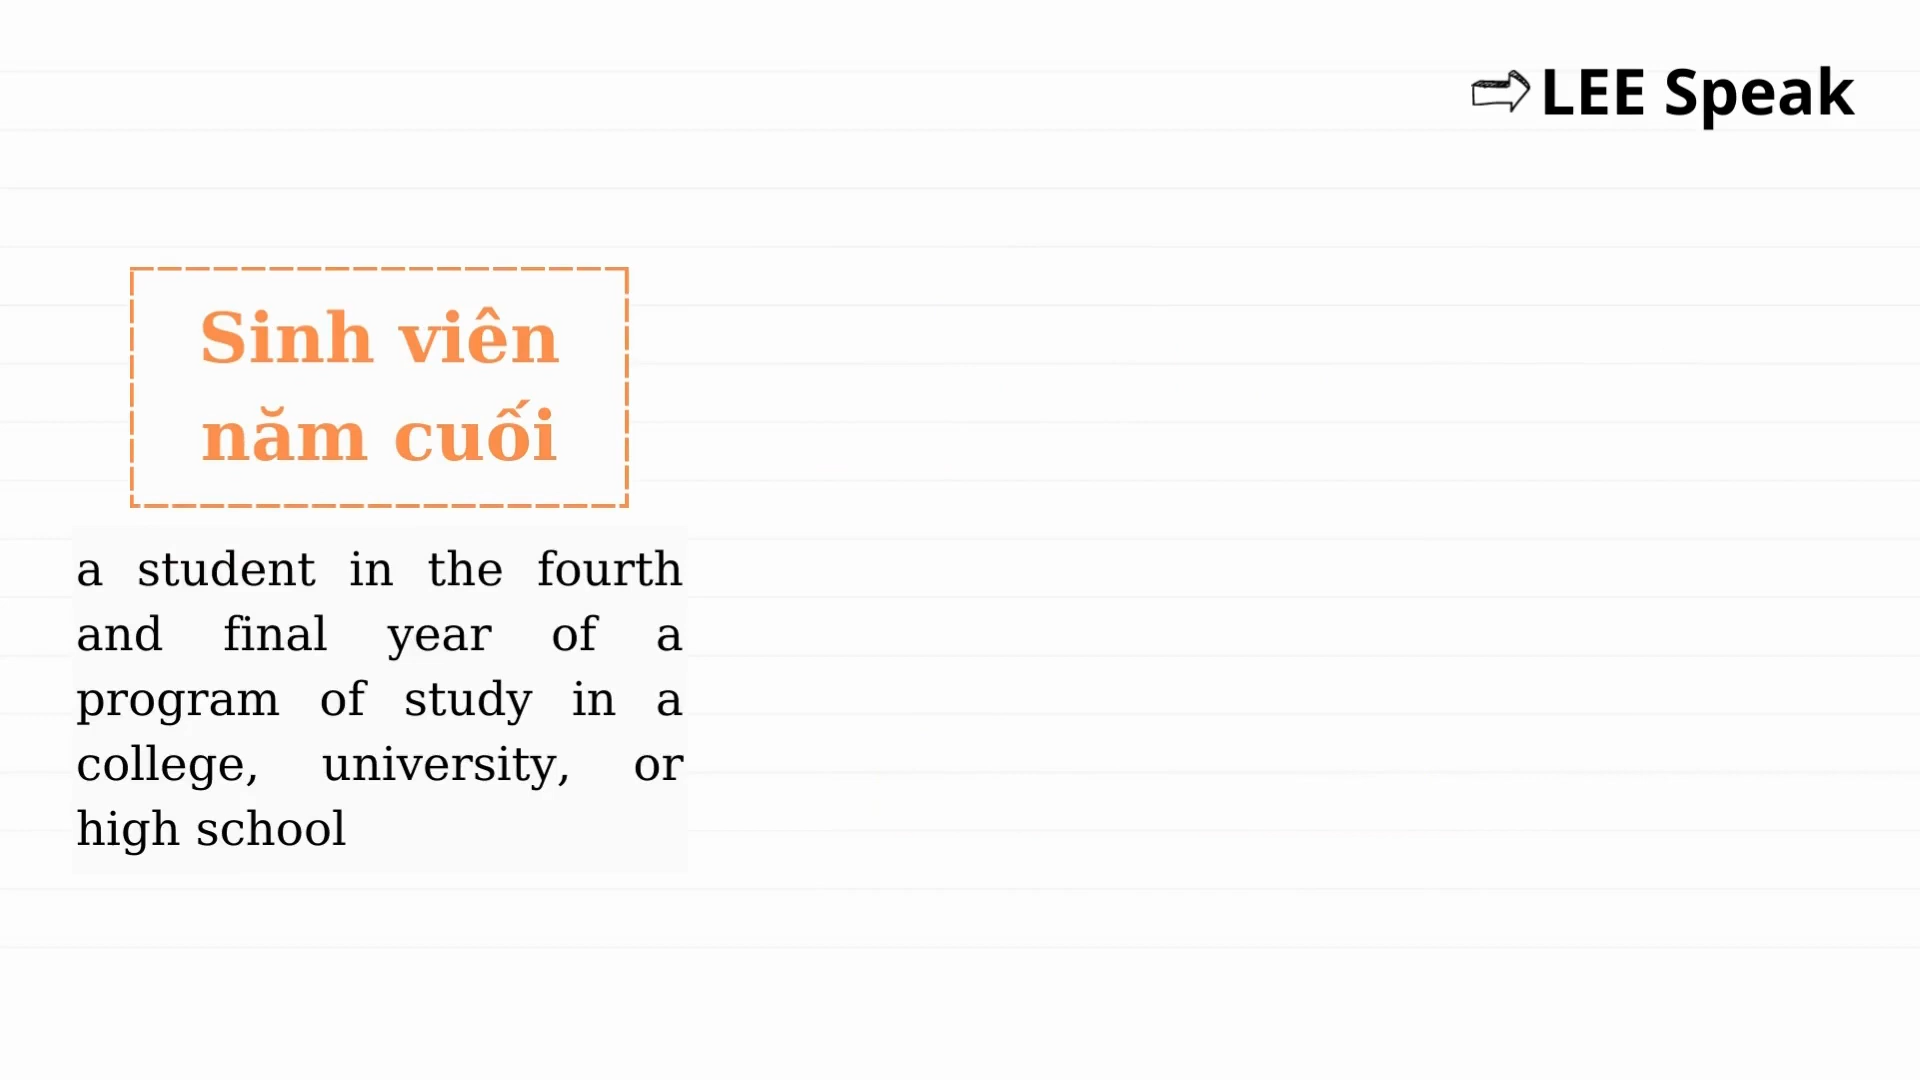 LEE Speak
Sinh viên
năm cuối
a student in the fourth
and final year of a
program of study in a
college, university, or
high school